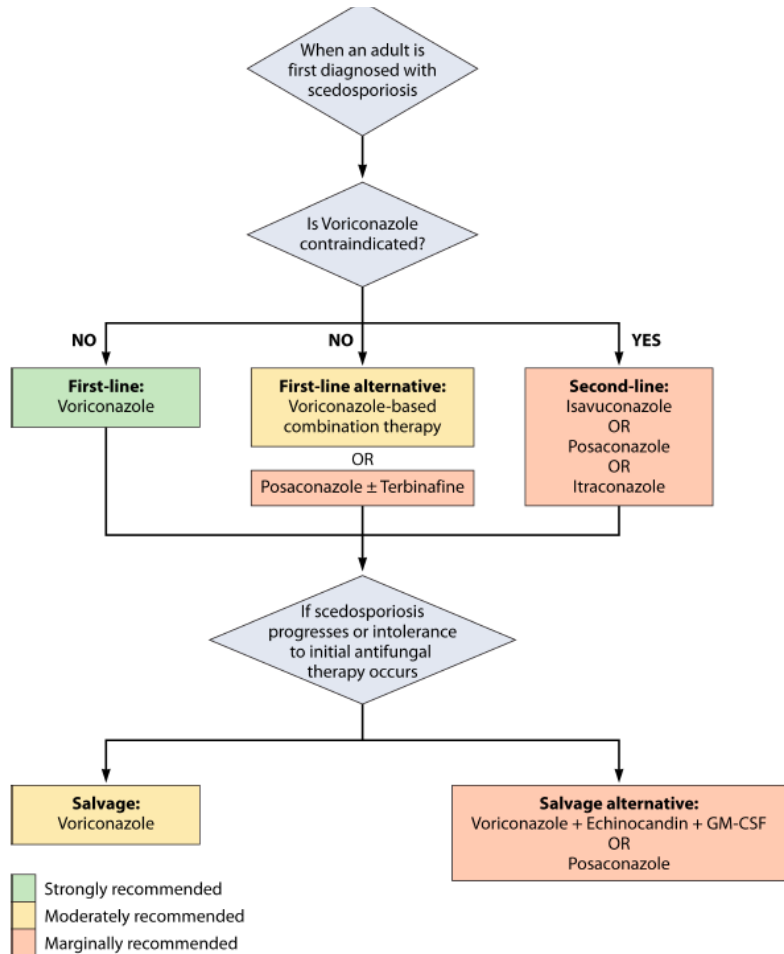 When an adult is
first diagnosed with
scedosporiosis
Is Voriconazole
contraindicated?
NO
NO
YES
First-line:
Voriconazole
First-line alternative:
Voriconazole-based
combination therapy
OR
Posaconazole ± Terbinafine
Second-line:
Isavuconazole
OR
Posaconazole
OR
Itraconazole
If scedosporiosis
progresses or intolerance
to initial antifungal
therapy occurs
Salvage:
Voriconazole
Salvage alternative:
Voriconazole + Echinocandin + GM-CSF
OR
Posaconazole
Strongly recommended
Moderately recommended
Marginally recommended